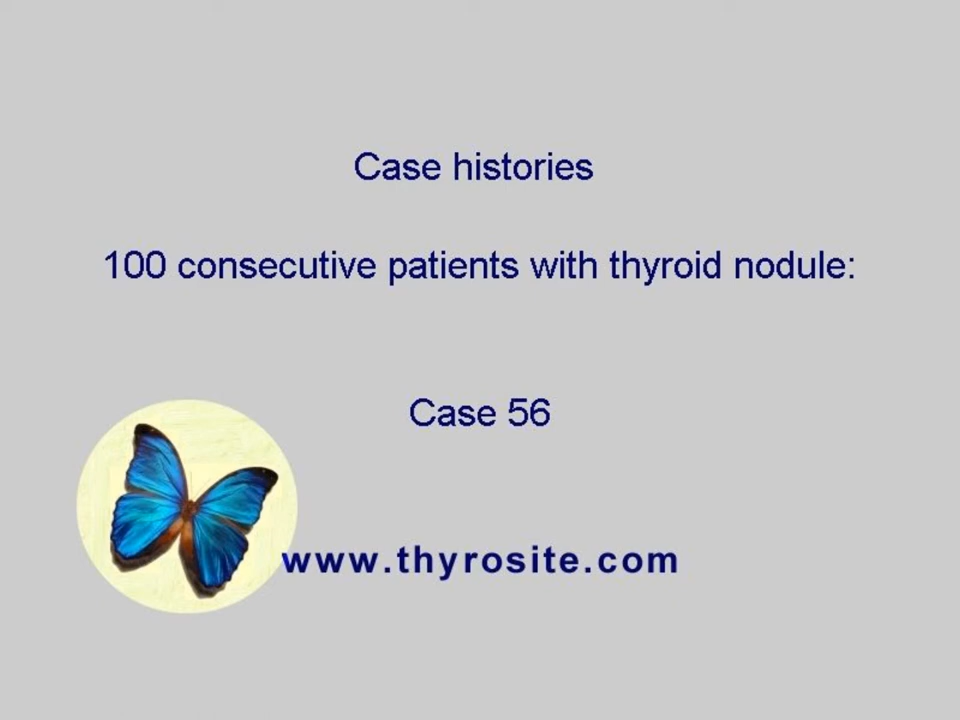 Case histories
100 consecutive patients with thyroid nodule:
Case 56
www.thyrosite.com